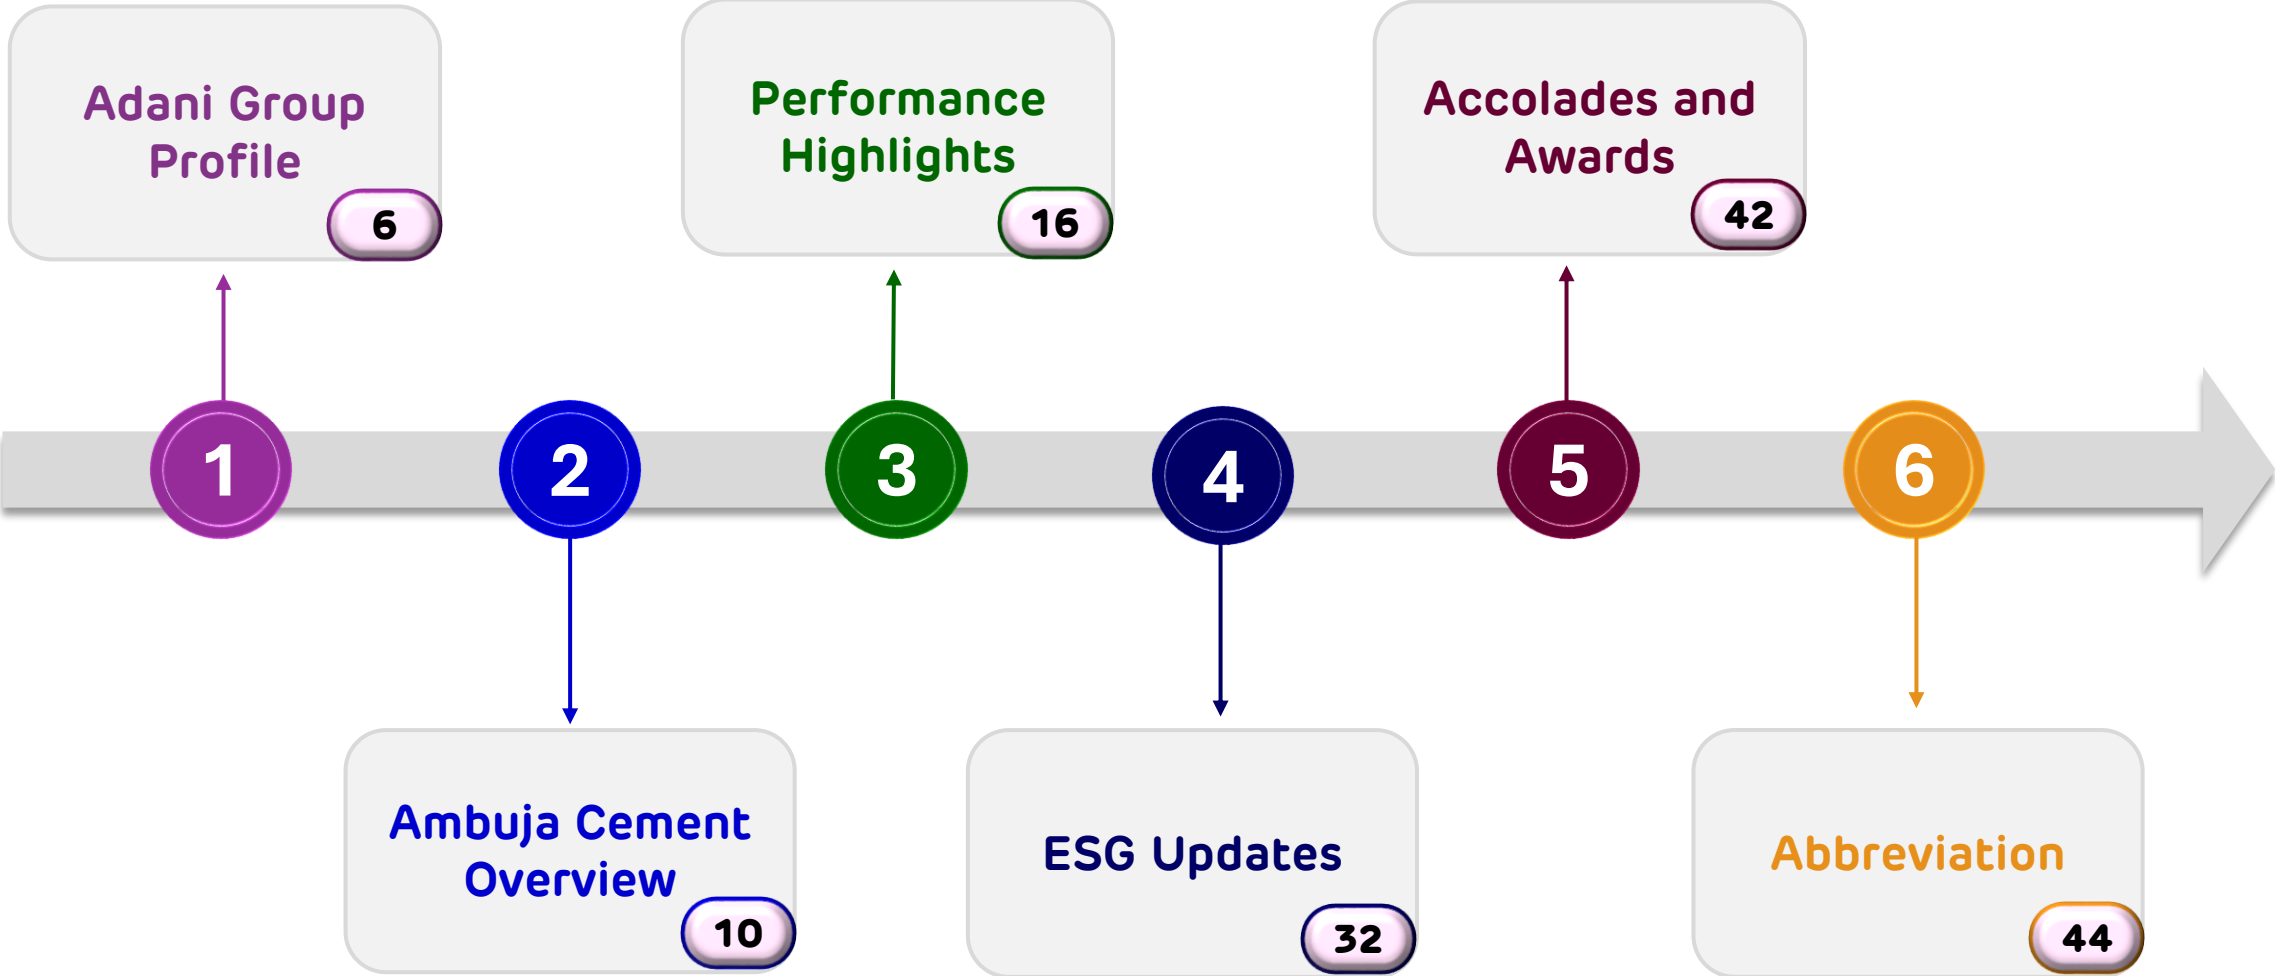 Adani Group
Profile
6
Performance
Highlights
16
Accolades and
Awards
42
1
2
3
4
5
6
Ambuja Cement
Overview
10
ESG Updates
32
Abbreviation
44